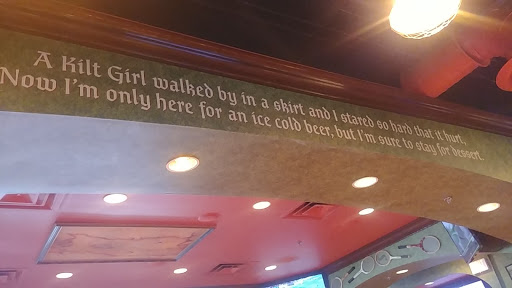 A Kilt Girl walked by in a skirt and I stared so hard that it hurt,
Now I'm only here for an ice cold beer, but I'm sure to stay for dessert.